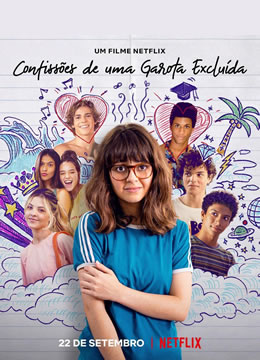 UM FILME NETFLIX
Confissões de uma Garota Excluída
22 DE SETEMBRO | NETFLIX